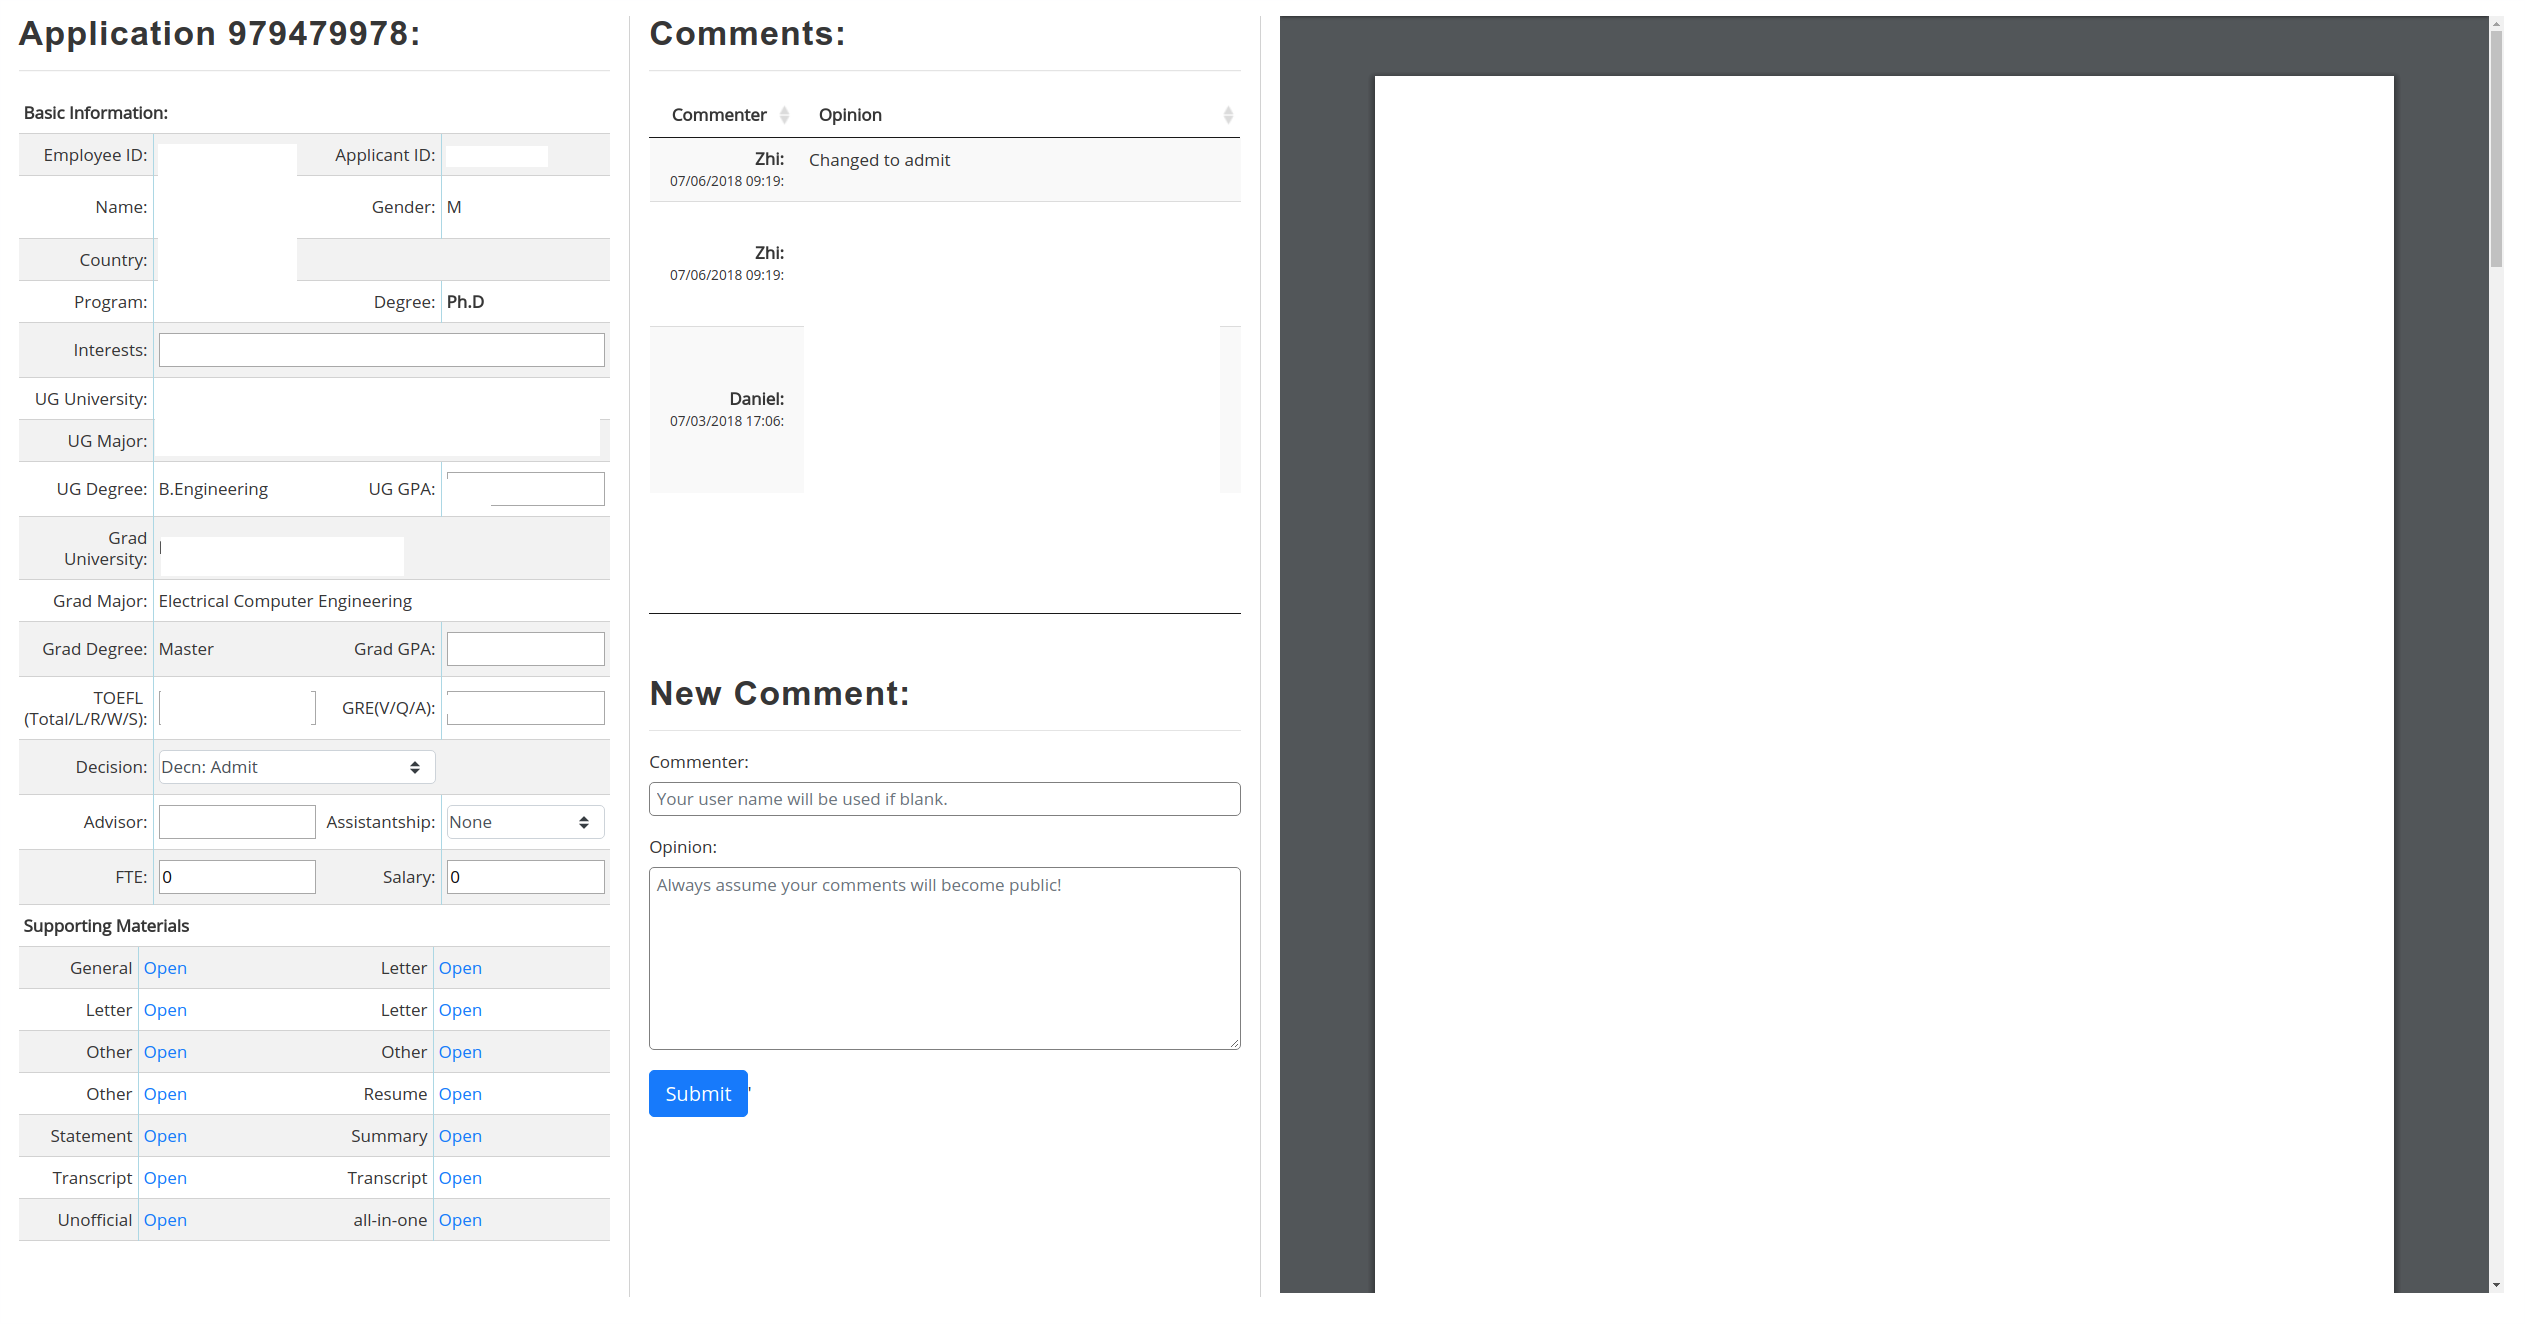 Application 979479978:
Basic Information:
Employee ID: Applicant ID:
Name: Gender: M
Country:
Program: Degree: Ph.D
Interests:
UG University:
UG Major:
UG Degree: B.Engineering UG GPA:
Grad
University:
Grad Major: Electrical Computer Engineering
Grad Degree: Master Grad GPA:
TOEFL
(Total/L/R/W/S): GRE(V/Q/A):
Decision: Decn: Admit
Advisor: Assistantship: None
FTE: 0 Salary: 0
Supporting Materials
General Open Letter Open
Letter Open Letter Open
Other Open Other Open
Other Open Resume Open
Statement Open Summary Open
Transcript Open Transcript Open
Unofficial Open all-in-one Open
Comments:
Commenter Opinion
Zhi: Changed to admit
07/06/2018 09:19:
Zhi:
07/06/2018 09:19:
Daniel:
07/03/2018 17:06:
New Comment:
Commenter:
Your user name will be used if blank.
Opinion:
Always assume your comments will become public!
Submit '